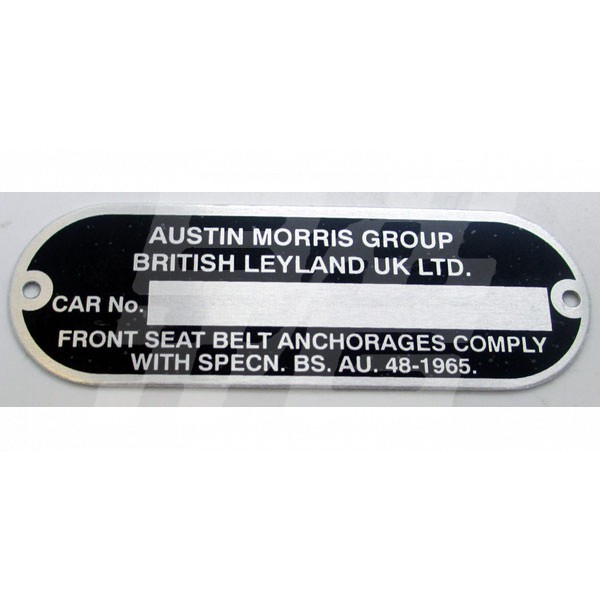 AUSTIN MORRIS GROUP
BRITISH LEYLAND UK LTD.
CAR No.
FRONT SEAT BELT ANCHORAGES COMPLY
WITH SPECN. BS. AU. 48-1965.